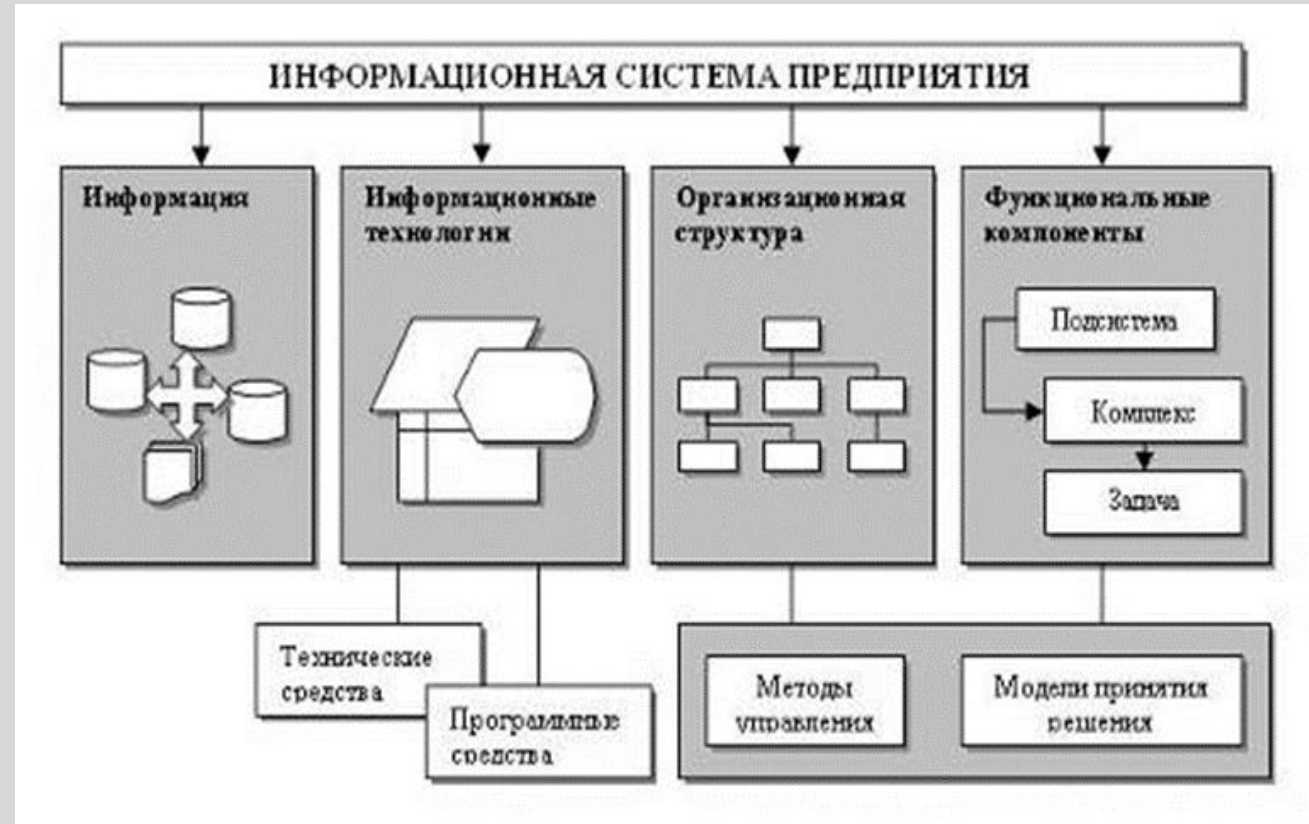 ИНФОРМАЦИОННАЯ СИСТЕМА ПРЕДПРИЯТИЯ
Информация
Информационные
технологии
Организационная
структура
Функциональные
компоненты
Подсистема
Комплекс
Задача
Технические
средства
Программные
средства
Методы
управления
Модели принятия
решения